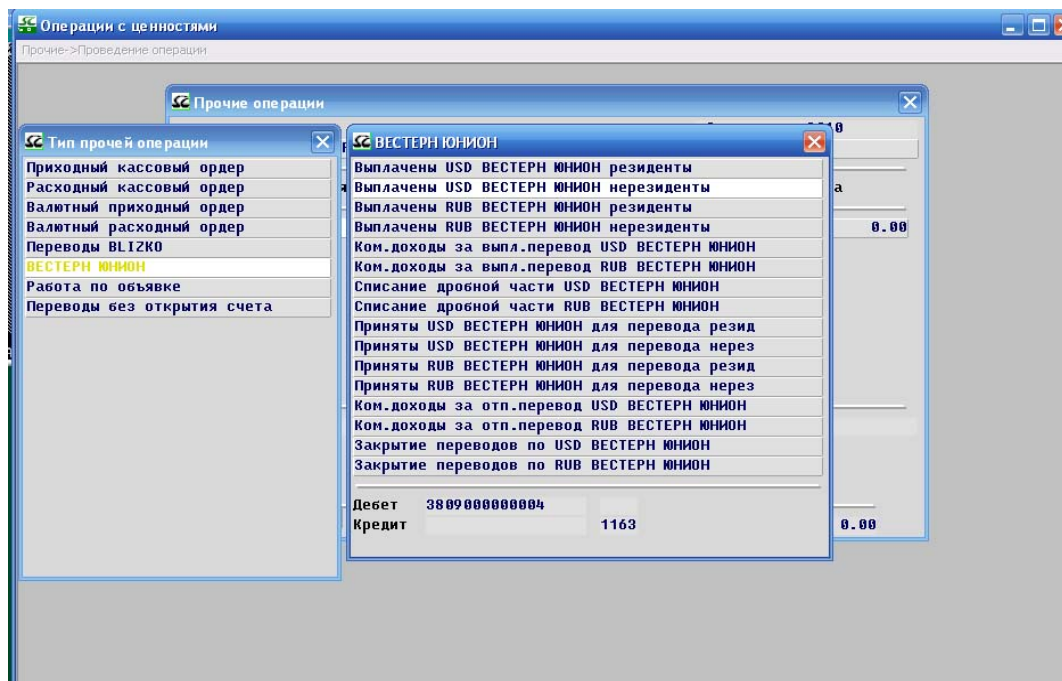 Операции с ценностями
Прочие->Проведение операции
Прочие операции
Тип прочей операции
Приходный кассовый ордер
Расходный кассовый ордер
Валютный приходный ордер
Валютный расходный ордер
Переводы BLIZKO
ВЕСТЕРН ЮНИОН
Работа по объявке
Переводы без открытия счета
ВЕСТЕРН ЮНИОН
Выплачены USD ВЕСТЕРН ЮНИОН резиденты
Выплачены USD ВЕСТЕРН ЮНИОН нерезиденты
Выплачены RUB ВЕСТЕРН ЮНИОН резиденты
Выплачены RUB ВЕСТЕРН ЮНИОН нерезиденты
Ком.доходы за выпл.перевод USD ВЕСТЕРН ЮНИОН
Ком.доходы за выпл.перевод RUB ВЕСТЕРН ЮНИОН
Списание дробной части USD ВЕСТЕРН ЮНИОН
Списание дробной части RUB ВЕСТЕРН ЮНИОН
Приняты USD ВЕСТЕРН ЮНИОН для перевода резид
Приняты USD ВЕСТЕРН ЮНИОН для перевода нерез
Приняты RUB ВЕСТЕРН ЮНИОН для перевода резид
Приняты RUB ВЕСТЕРН ЮНИОН для перевода нерез
Ком.доходы за отп.перевод USD ВЕСТЕРН ЮНИОН
Ком.доходы за отп.перевод RUB ВЕСТЕРН ЮНИОН
Закрытие переводов по USD ВЕСТЕРН ЮНИОН
Закрытие переводов по RUB ВЕСТЕРН ЮНИОН
Дебет 3809000000004
Кредит 1163
а
0.00
0.00